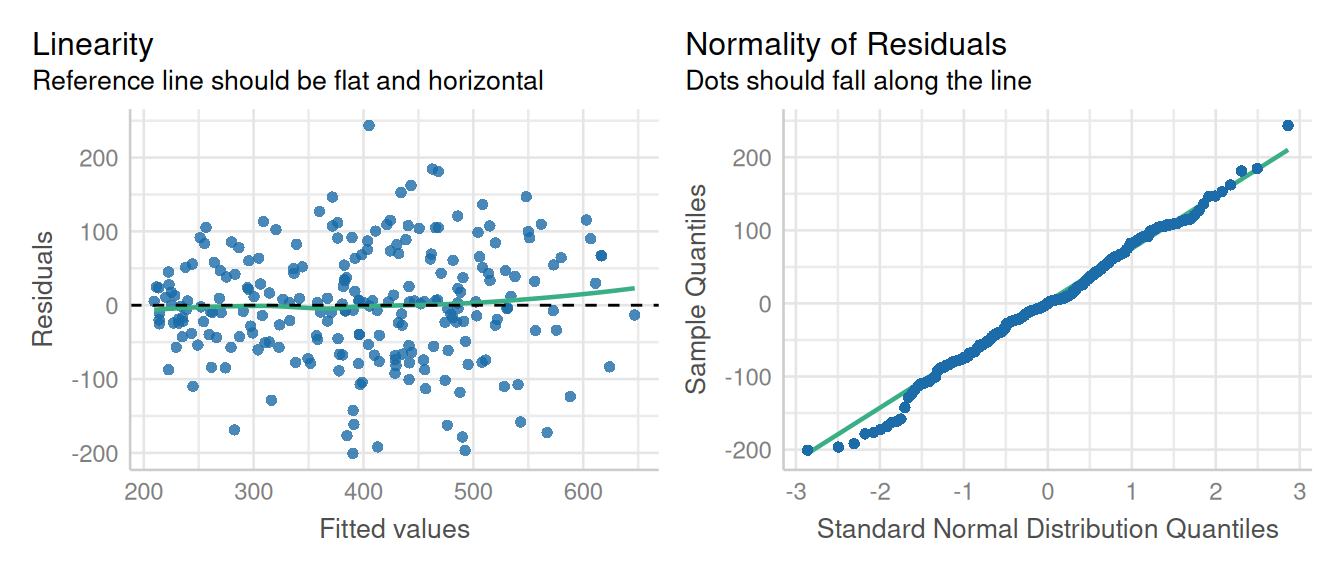 Linearity
Reference line should be flat and horizontal
200
100
0
-100
-200
200 300 400 500 600
Residuals
Fitted values
Normality of Residuals
Dots should fall along the line
200
100
0
-100
-200
-3 -2 -1 0 1 2 3
Sample Quantiles
Standard Normal Distribution Quantiles